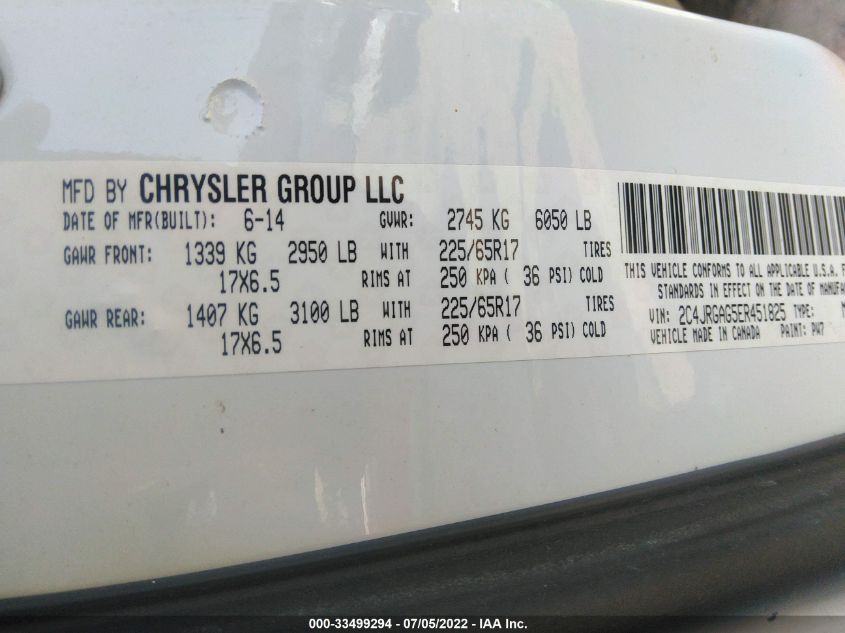 MFD BY CHRYSLER GROUP LLC
DATE OF MFR(BUILT): 6-14 GVWR: 2745 KG 6050 LB
GAWR FRONT: 1339 KG 2950 LB WITH 225/65R17 TIRES
17X6.5 RIMS AT 250 KPA ( 36 PSI) COLD
GAWR REAR: 1407 KG 3100 LB WITH 225/65R17 TIRES
17X6.5 RIMS AT 250 KPA ( 36 PSI) COLD
THIS VEHICLE CONFORMS TO ALL APPLICABLE U.S.A. F
STANDARDS IN EFFECT ON THE DATE OF MANUFA
VIN: 2C4JRGAG5ER451825 TYPE: M
VEHICLE MADE IN CANADA PAINT: PW7
000-33499294 - 07/05/2022 - IAA Inc.